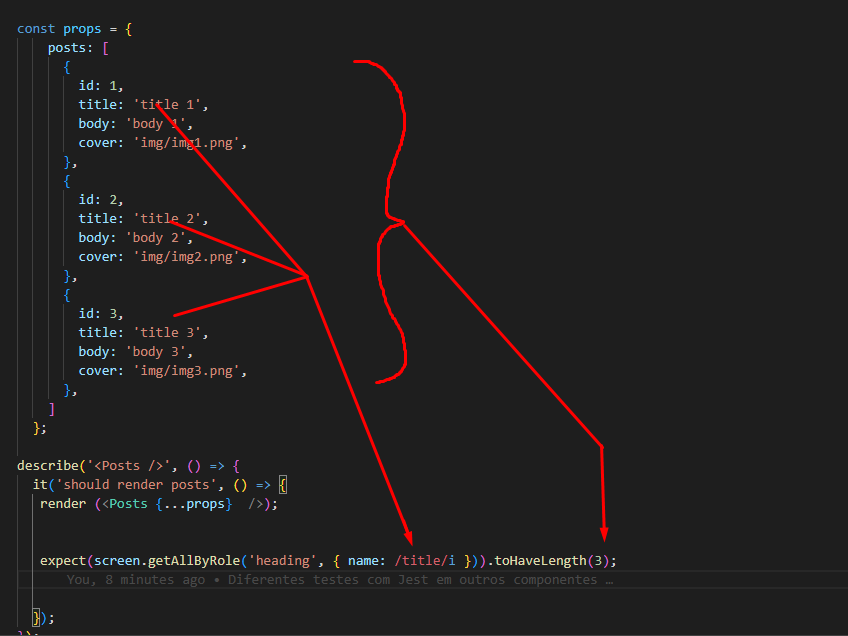 const props = {
posts: [
{
id: 1,
title: 'title 1',
body: 'body 1',
cover: 'img/img1.png',
},
{
id: 2,
title: 'title 2',
body: 'body 2',
cover: 'img/img2.png',
},
{
id: 3,
title: 'title 3',
body: 'body 3',
cover: 'img/img3.png',
},
]
};
describe('<Posts />', () => {
it('should render posts', () => {
render (<Posts {...props}  />);
expect(screen.getAllByRole('heading', { name: /title/i })).toHaveLength(3);
You, 8 minutes ago • Diferentes testes com Jest em outros componentes …
});
});